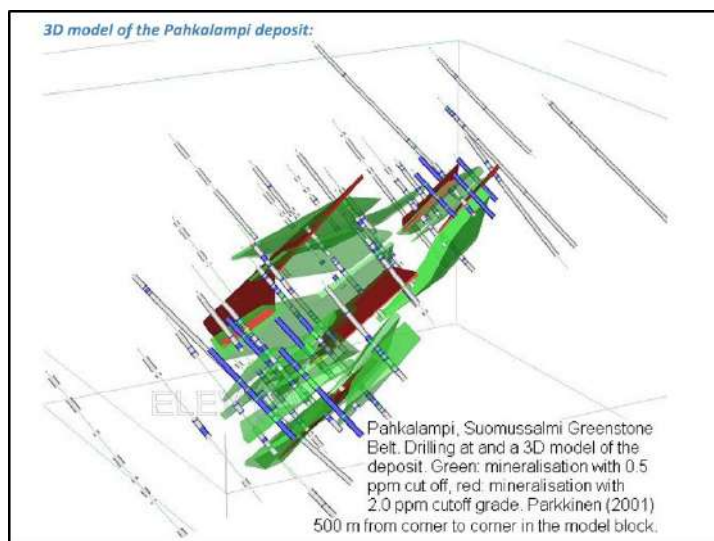 3D model of the Pahkalampi deposit:
ELEV
Pahkalampi, Suomussalmi Greenstone
Belt. Drilling at and a 3D model of the
deposit. Green: mineralisation with 0.5
ppm cut off, red: mineralisation with
2.0 ppm cutoff grade. Parkkinen (2001)
500 m from corner to corner in the model block.